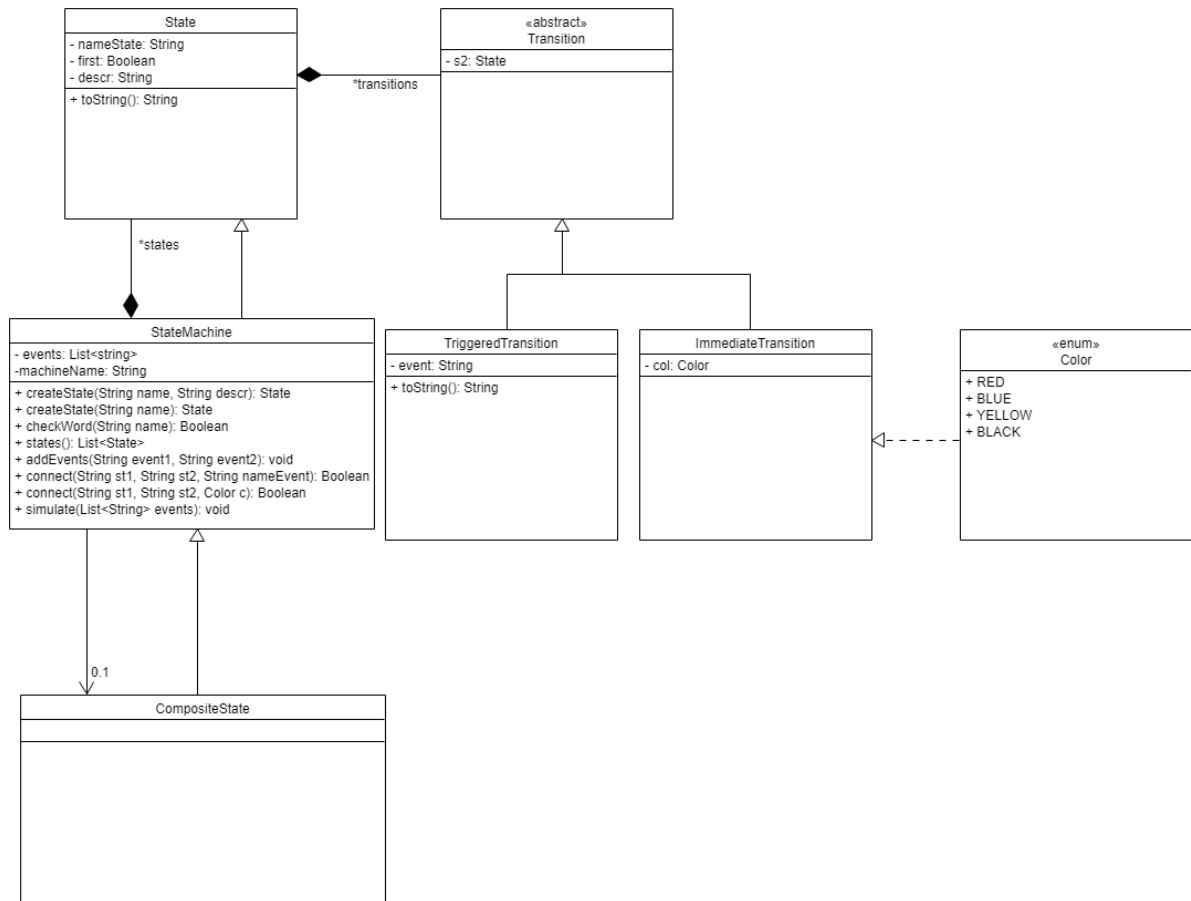 State
- nameState: String
- first: Boolean
- descr: String
+ toString(): String
«abstract»
Transition
- s2: State
*transitions
*states
StateMachine
- events: List<string>
-machineName: String
+ createState(String name, String descr): State
+ createState(String name): State
+ checkWord(String name): Boolean
+ states(): List<State>
+ addEvents(String event1, String event2): void
+ connect(String st1, String st2, String nameEvent): Boolean
+ connect(String st1, String st2, Color c): Boolean
+ simulate(List<String> events): void
TriggeredTransition
- event: String
+ toString(): String
ImmediateTransition
- col: Color
«enum»
Color
+ RED
+ BLUE
+ YELLOW
+ BLACK
0.1
CompositeState